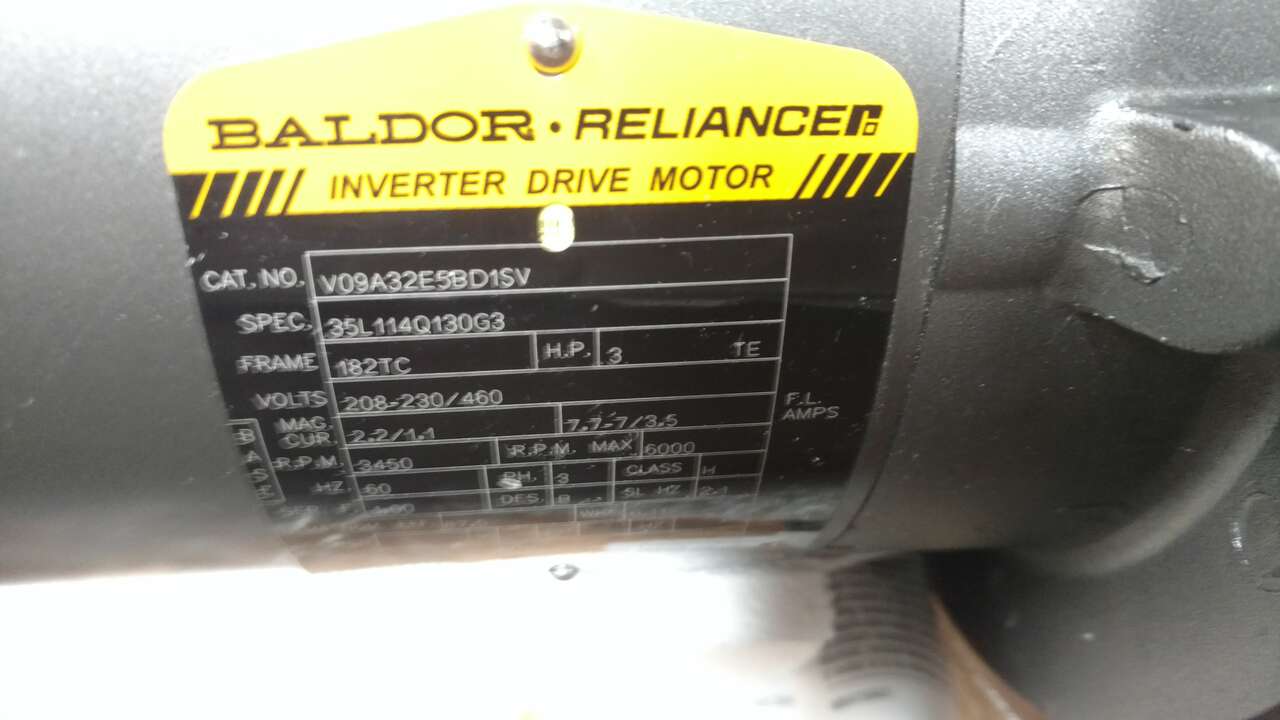 BALDOR • RELIANCER
INVERTER DRIVE MOTOR
CAT. NO. V09A32E5BD1SV
SPEC. 35L114Q130G3
FRAME 182TC H.P. 3 TE
VOLTS 208-230/460
MAG. CUR. 2.2/1.1 7.7-7/3.5 F.L. AMPS
BASE R.P.M. 3450 R.P.M. MAX 6000
HZ 60 PH. 3 CLASS H
DES. B SL HZ